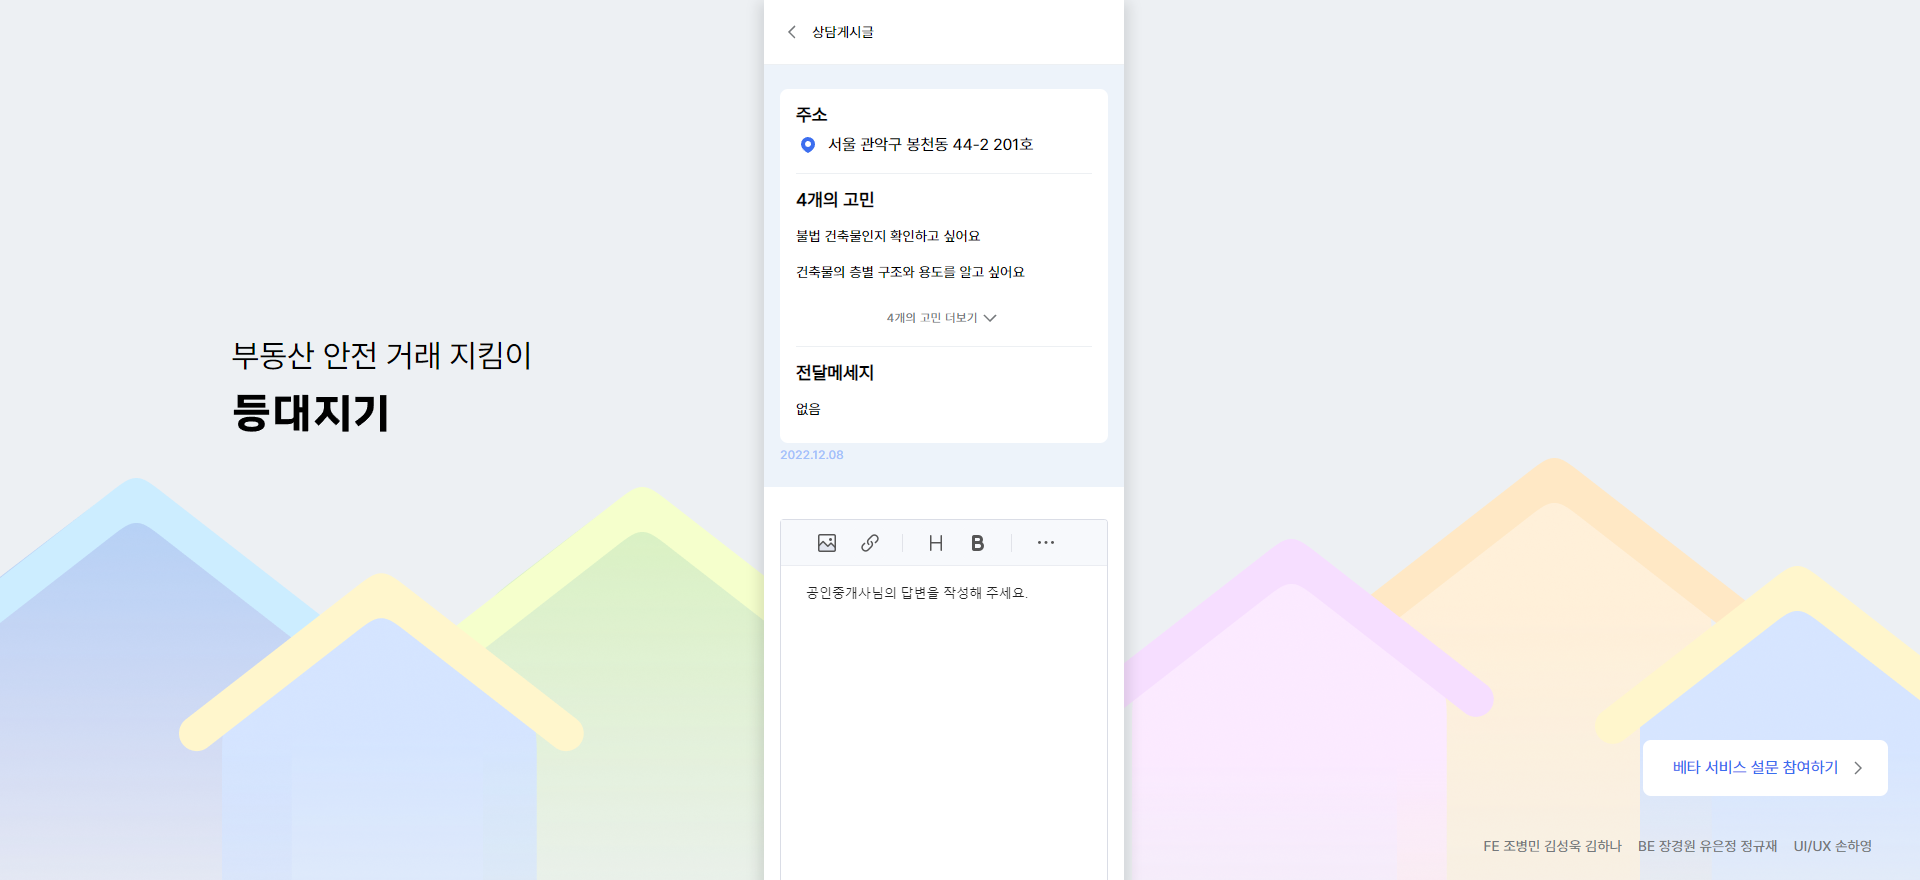 부동산 안전 거래 지킴이
등대지기
상담게시글
주소
서울 관악구 봉천동 44-2 201호
4개의 고민
불법 건축물인지 확인하고 싶어요
건축물의 층별 구조와 용도를 알고 싶어요
4개의 고민 더보기
전달메세지
없음
2022.12.08
H B
공인중개사님의 답변을 작성해 주세요.
베타 서비스 설문 참여하기
FE 조병민 김성욱 김하나 BE 장경원 유은정 정규재 UI/UX 손하영